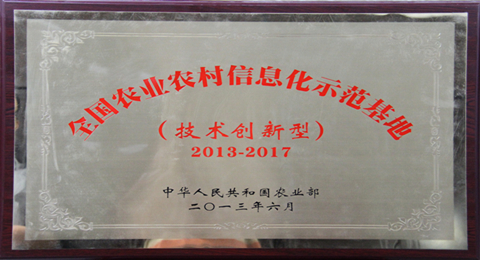 全国农业农村信息化示范基地
(技术创新型)
2013-2017
中华人民共和国农业部
二〇一三年六月